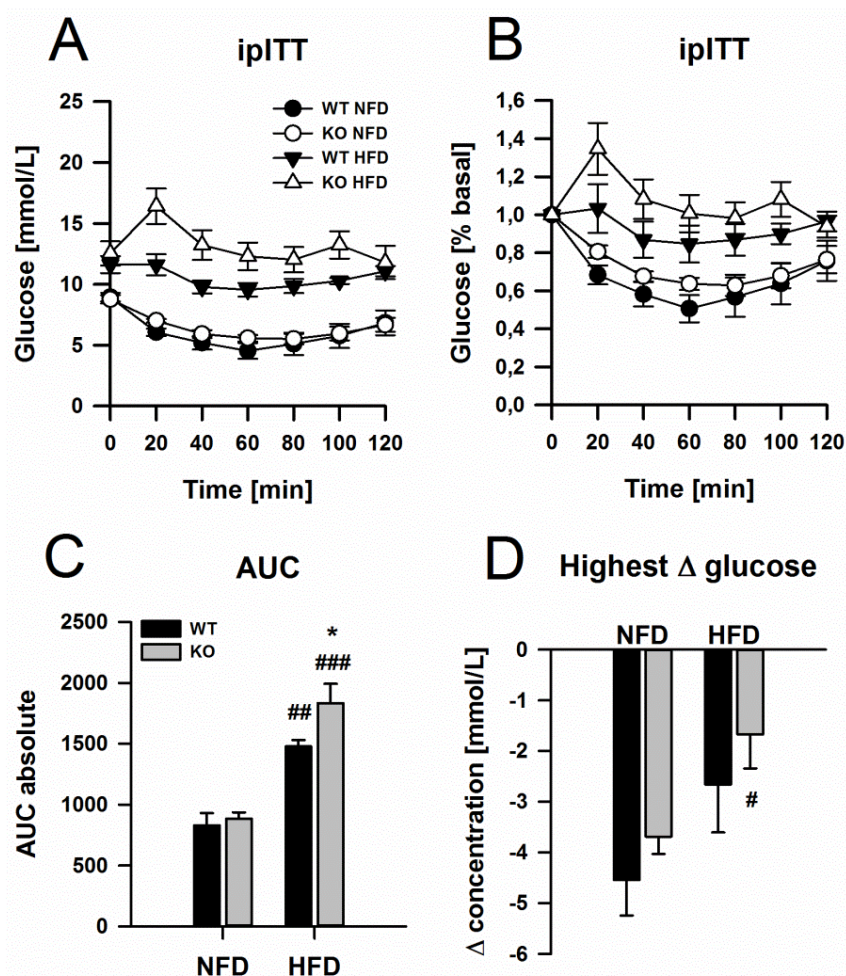 A
ipITT
25
20
15
10
5
0
Glucose [mmol/L]
WT NFD
KO NFD
WT HFD
KO HFD
0 20 40 60 80 100 120
Time [min]
B
ipITT
1,6
1,4
1,2
1,0
0,8
0,6
0,4
0,2
0,0
Glucose [% basal]
0 20 40 60 80 100 120
Time [min]
C
AUC
2500
2000
1500
1000
500
0
AUC absolute
WT
KO
*
###
##
NFD HFD
D
Highest Δ glucose
NFD HFD
0
-1
-2
-3
-4
-5
-6
Δ concentration [mmol/L]
#